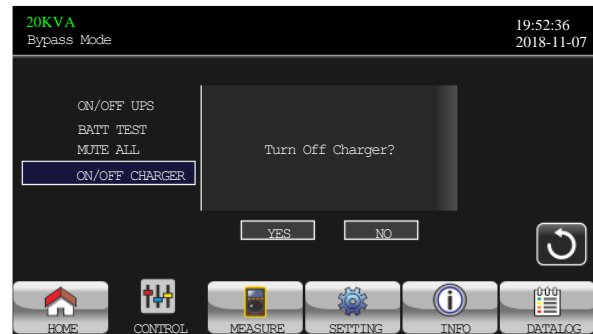 20KVA
Bypass Mode
19:52:36
2018-11-07
ON/OFF UPS
BATT TEST
MUTE ALL
ON/OFF CHARGER
Turn Off Charger?
YES NO
HOME CONTROL MEASURE SETTING INFO DATALOG